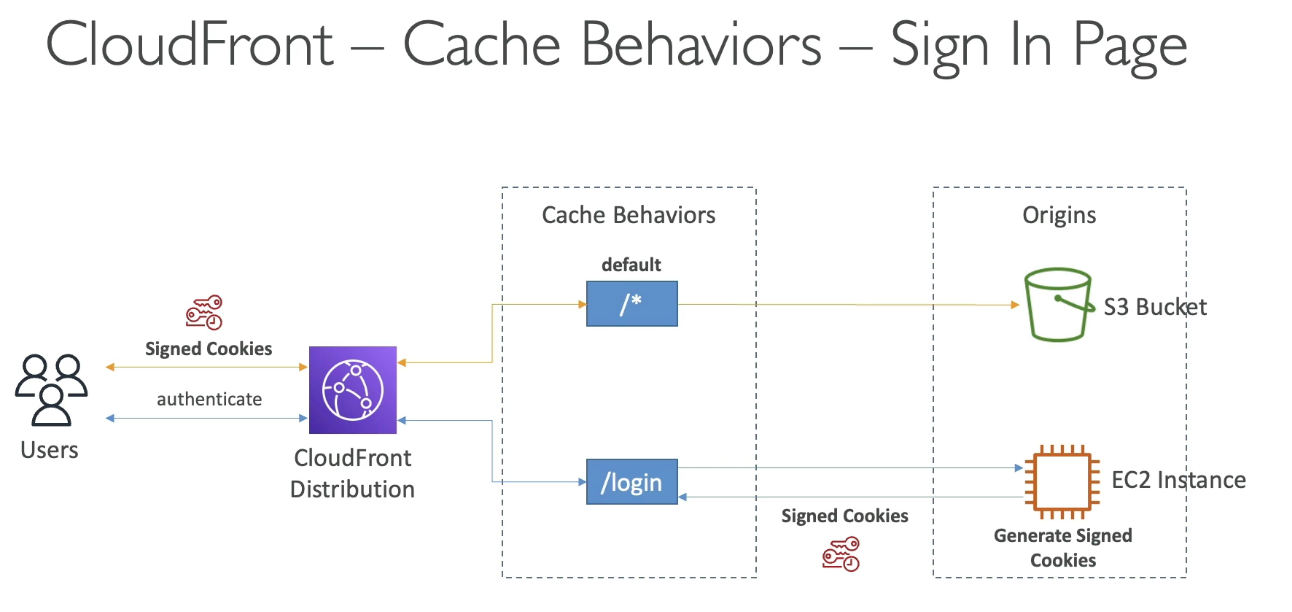 CloudFront – Cache Behaviors – Sign In Page
Cache Behaviors
Origins
default
/*
S3 Bucket
Signed Cookies
authenticate
Users
CloudFront
Distribution
/login
EC2 Instance
Signed Cookies
Generate Signed
Cookies